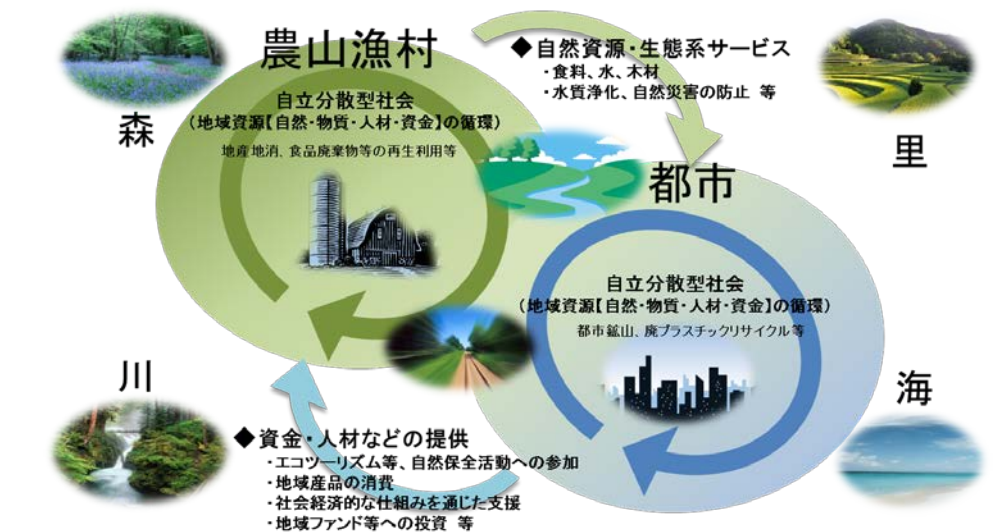 農山漁村
自立分散型社会
(地域資源【自然・物質・人材・資金】の循環)
地産地消、食品廃棄物等の再生利用等
◆自然資源・生態系サービス
・食料、水、木材
・水質浄化、自然災害の防止 等
森
里
都市
自立分散型社会
(地域資源【自然・物質・人材・資金】の循環)
都市鉱山、廃プラスチックリサイクル等
川
海
◆資金・人材などの提供
・エコツーリズム等、自然保全活動への参加
・地域産品の消費
・社会経済的な仕組みを通じた支援
・地域ファンド等への投資 等